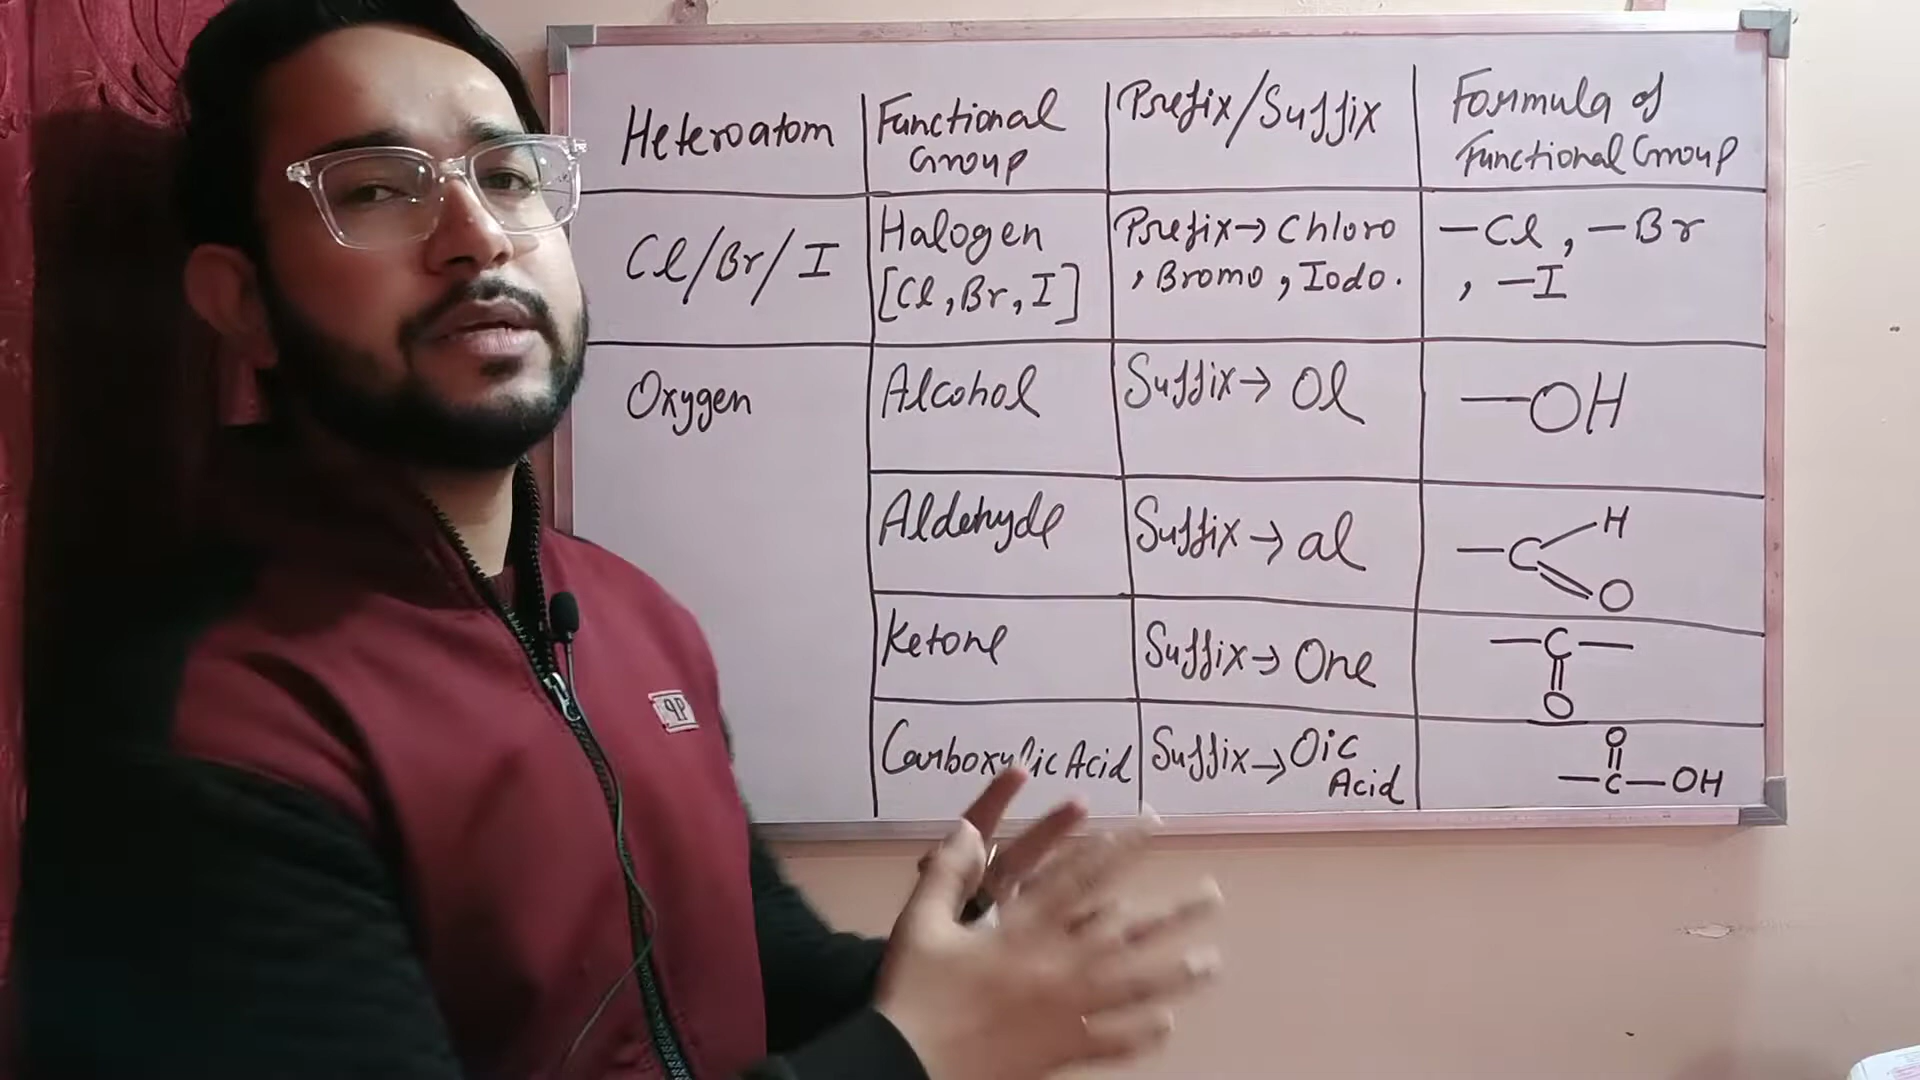 Heteroatom
Functional
Group
Prefix/Suffix
Formula of
Functional Group
Cl/Br/I
Halogen
[Cl, Br, I]
Prefix→ Chloro
, Bromo, Iodo.
—Cl, —Br
, —I
Oxygen
Alcohol
Suffix→ Ol
—OH
Aldehyde
Suffix→ al
—C
H
O
Ketone
Suffix→ One
—C—
O
Carboxylic Acid
Suffix→ Oic
Acid
O
—C—OH